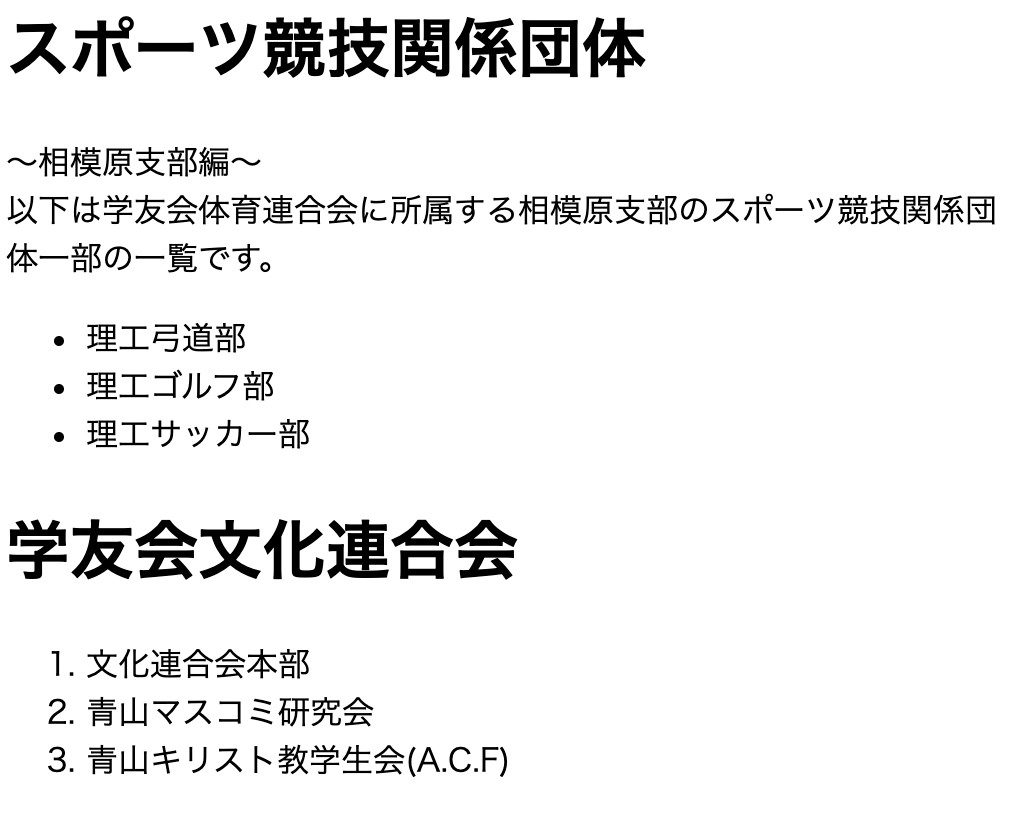 スポーツ競技関係団体
〜相模原支部編〜
以下は学友会体育連合会に所属する相模原支部のスポーツ競技関係団
体一部の一覧です。
• 理工弓道部
• 理工ゴルフ部
• 理工サッカー部
学友会文化連合会
1. 文化連合会本部
2. 青山マスコミ研究会
3. 青山キリスト教学生会(A.C.F)